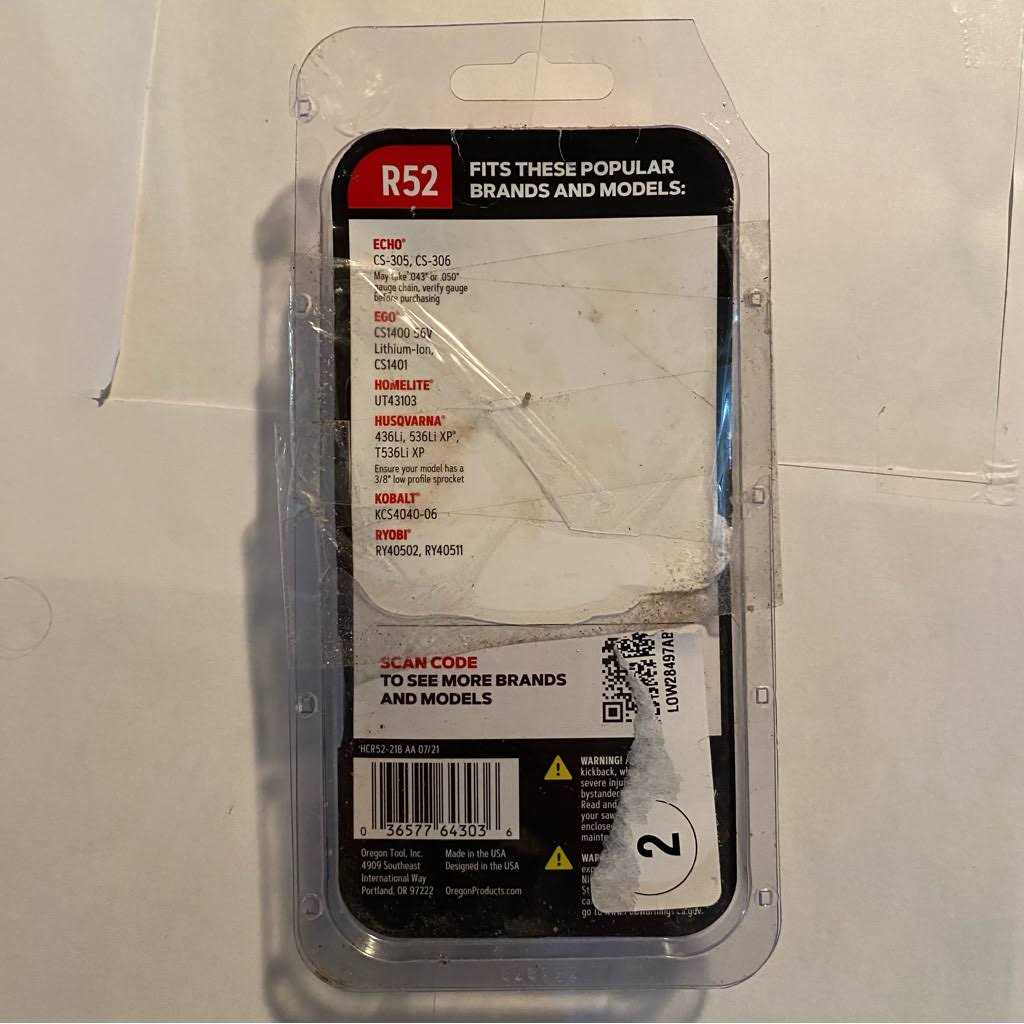 R52
FITS THESE POPULAR
BRANDS AND MODELS:
ECHO®
CS-305, CS-306
May take .043" or .050"
gauge chain, verify gauge
before purchasing
EGO®
CS1400 56V
Lithium-Ion,
CS1401
HOMELITE®
UT43103
HUSQVARNA®
436Li, 536Li XP®,
T536Li XP
Ensure your model has a
3/8" low profile sprocket
KOBALT®
KCS4040-06
RYOBI®
RY40502, RY40511
SCAN CODE
TO SEE MORE BRANDS
AND MODELS
LOW28497AB
HCR52-218 AA 07/21
0 36577 64303 6
Oregon Tool, Inc.
4909 Southeast
International Way
Portland, OR 97222
Made in the USA
Designed in the USA
OregonProducts.com
WARNING!
kickback,
severe
Read and
your saw
2
go to